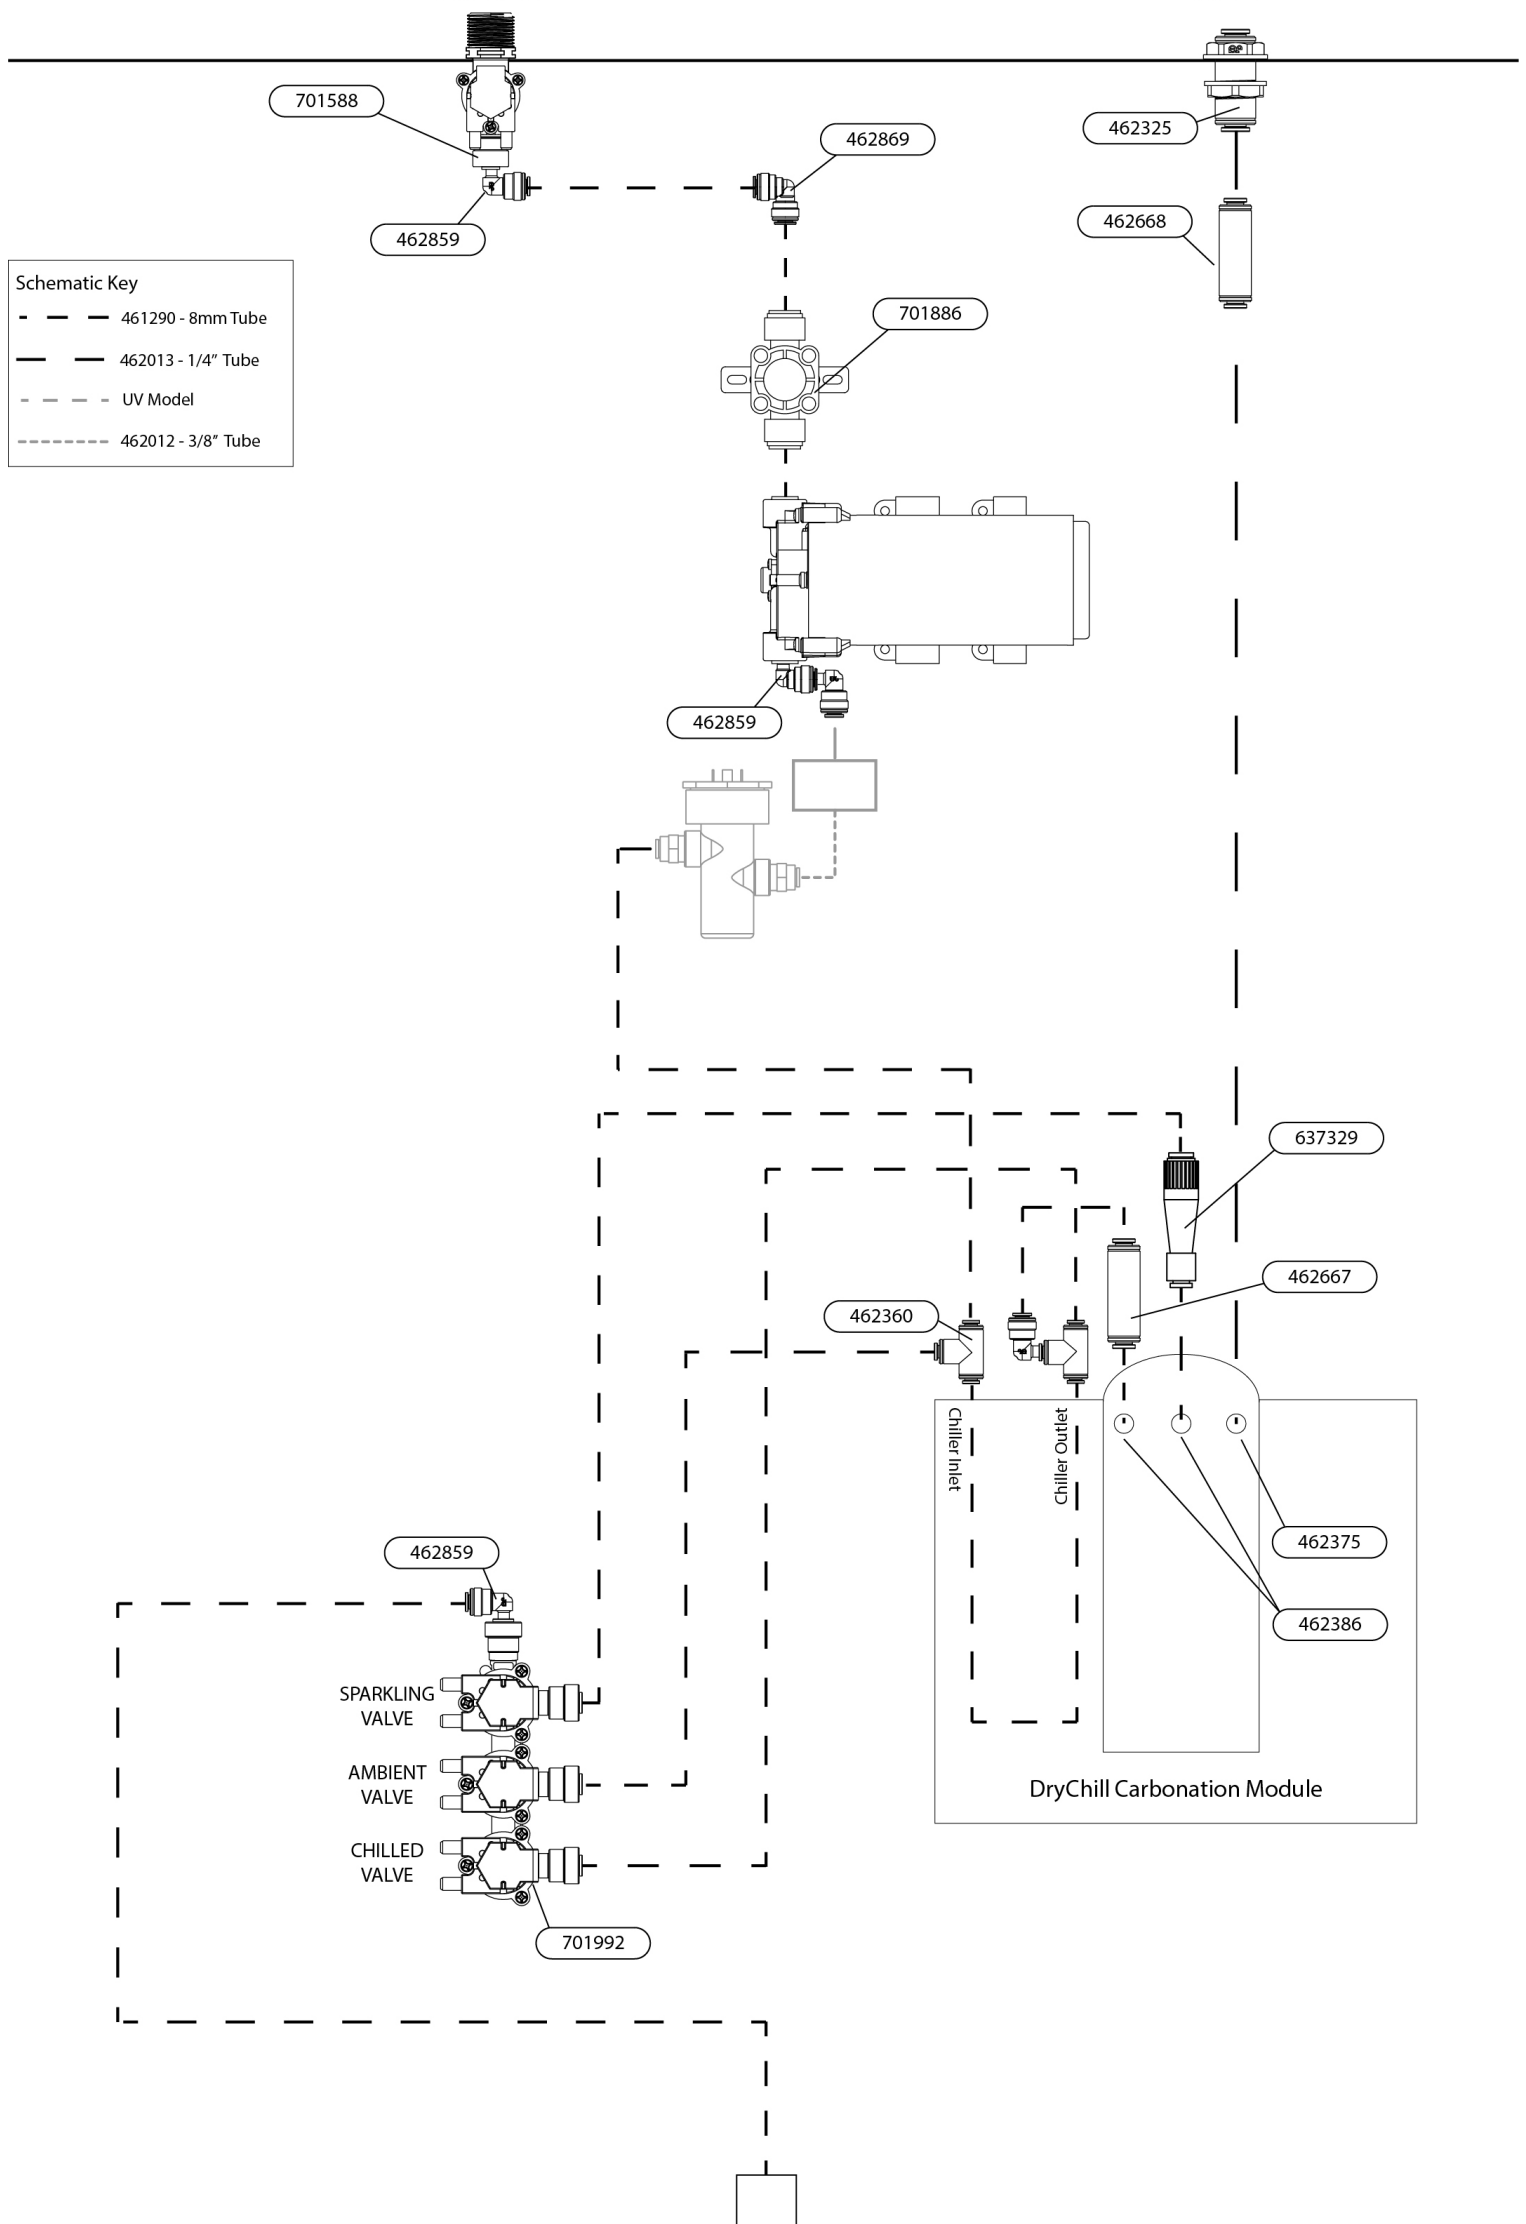 701588
462869
462325
462859
462668
Schematic Key
461290 - 8mm Tube
462013 - 1/4” Tube
UV Model
462012 - 3/8” Tube
701886
462859
637329
462667
462360
Chiller Inlet
Chiller Outlet
462375
462859
462386
SPARKLING
VALVE
AMBIENT
VALVE
DryChill Carbonation Module
CHILLED
VALVE
701992